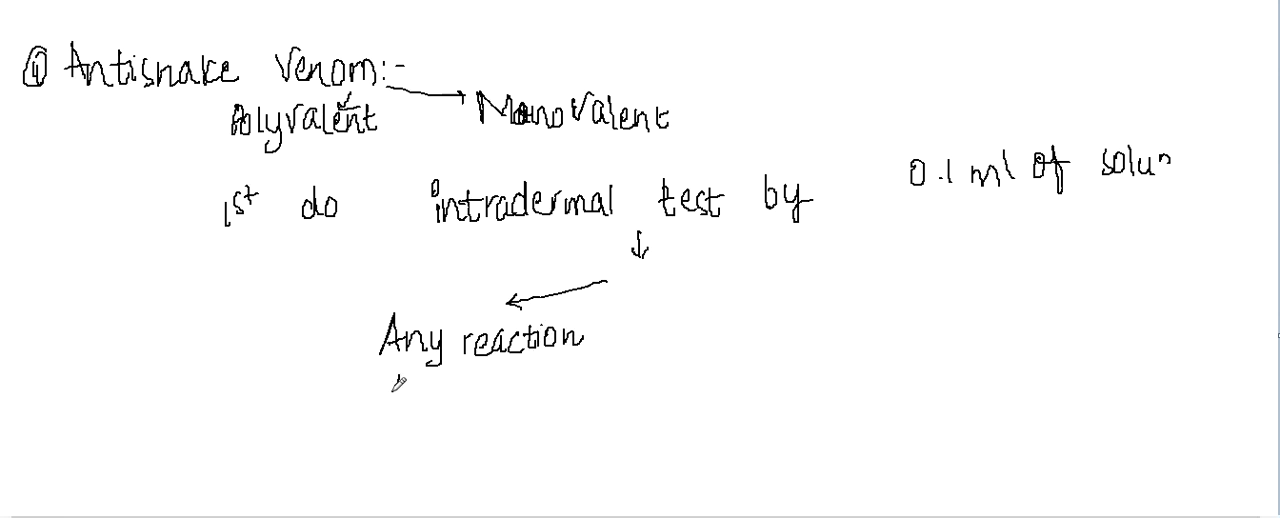 ① Antisnake Venom:-
Polyvalent Monovalent
1st do intradermal test by 0.1 ml of solun
Any reaction